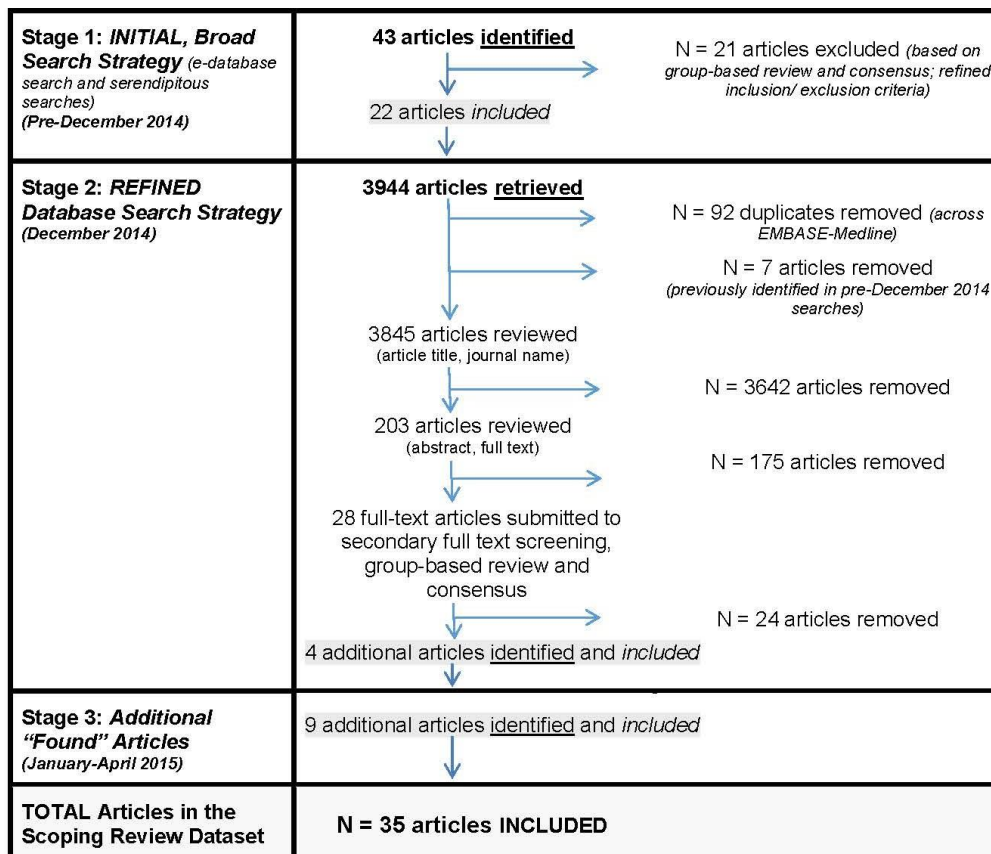 Stage 1: INITIAL, Broad
Search Strategy (e-database
search and serendipitous
searches)
(Pre-December 2014)
43 articles identified
N = 21 articles excluded (based on
group-based review and consensus; refined
inclusion/ exclusion criteria)
22 articles included
Stage 2: REFINED
Database Search Strategy
(December 2014)
3944 articles retrieved
N = 92 duplicates removed (across
EMBASE-Medline)
N = 7 articles removed
(previously identified in pre-December 2014
searches)
3845 articles reviewed
(article title, journal name)
N = 3642 articles removed
203 articles reviewed
(abstract, full text)
N = 175 articles removed
28 full-text articles submitted to
secondary full text screening,
group-based review and
consensus
N = 24 articles removed
4 additional articles identified and included
Stage 3: Additional
“Found” Articles
(January-April 2015)
9 additional articles identified and included
TOTAL Articles in the
Scoping Review Dataset
N = 35 articles INCLUDED